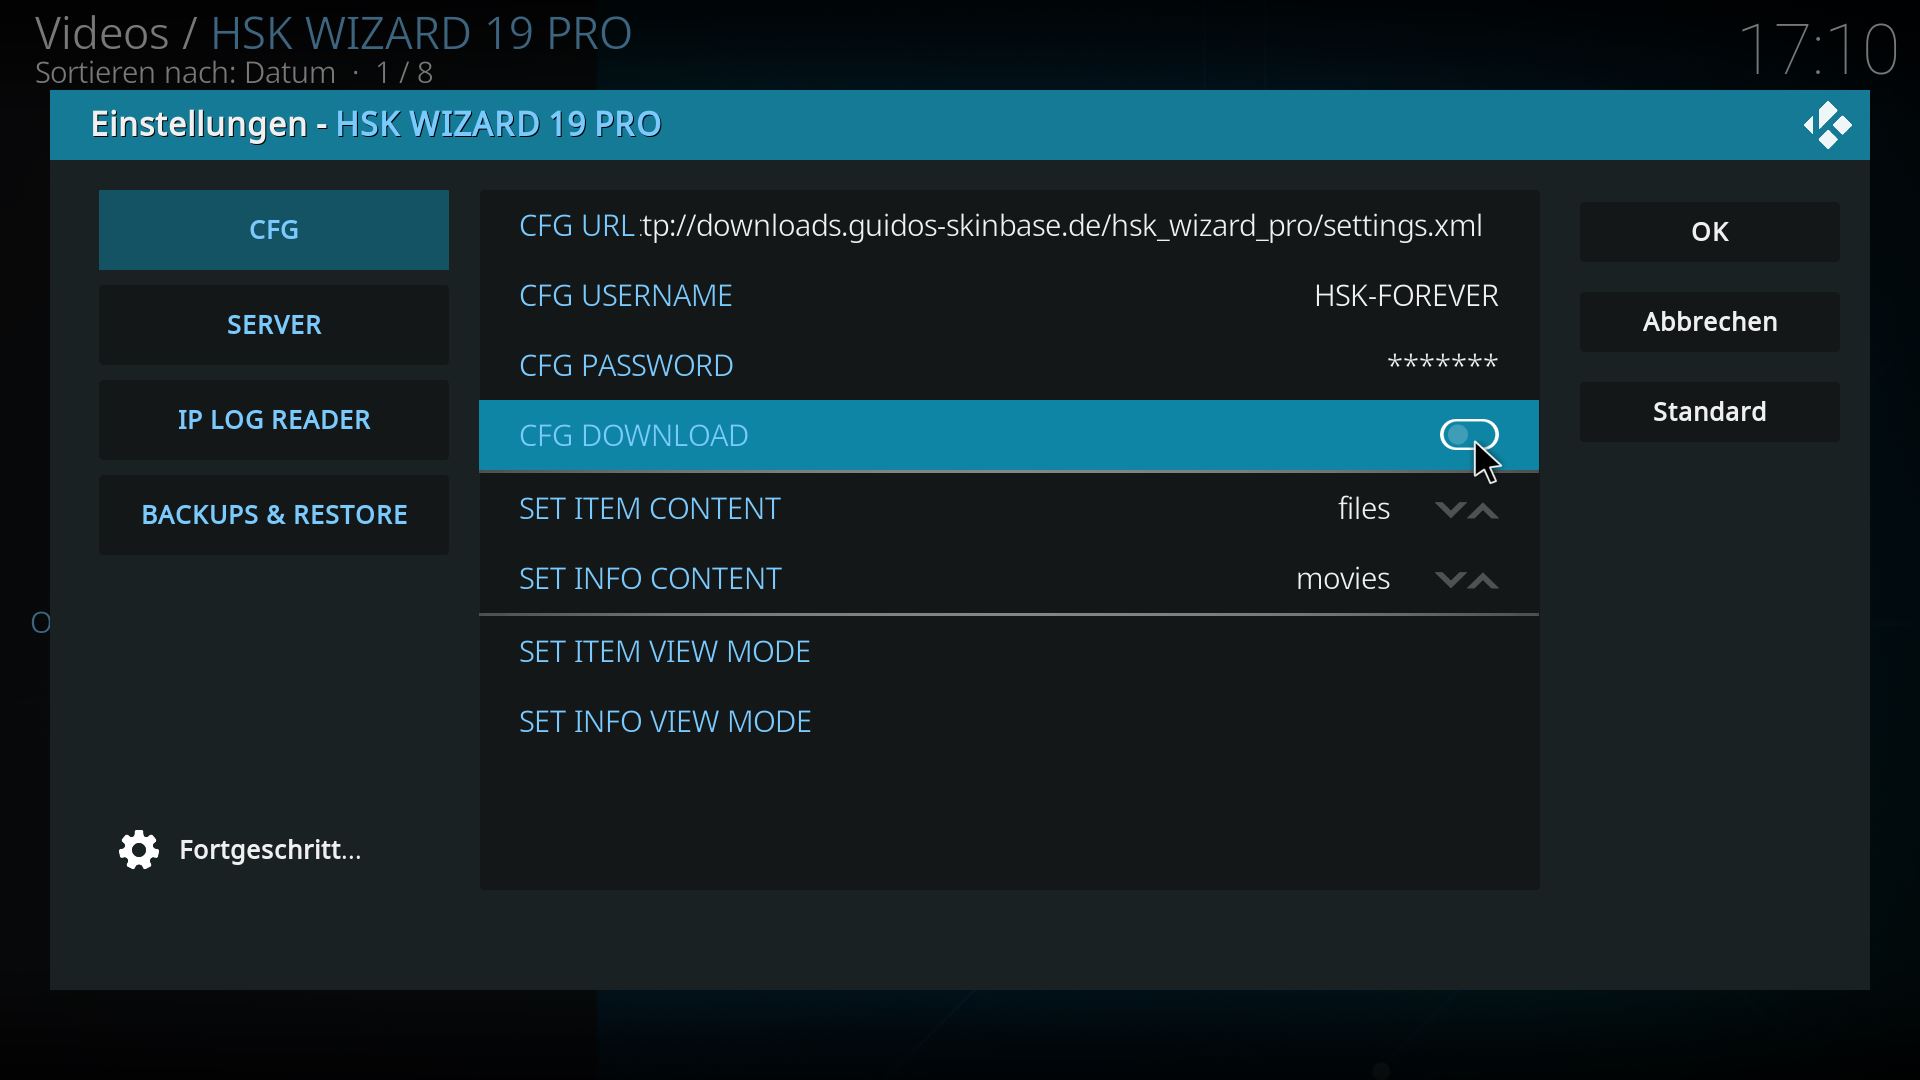 Videos / HSK WIZARD 19 PRO
Sortieren nach: Datum · 1 / 8
17:10
Einstellungen - HSK WIZARD 19 PRO
CFG
SERVER
IP LOG READER
BACKUPS & RESTORE
Fortgeschritt...
CFG URL tp://downloads.guidos-skinbase.de/hsk_wizard_pro/settings.xml
CFG USERNAME HSK-FOREVER
CFG PASSWORD *******
CFG DOWNLOAD
SET ITEM CONTENT files
SET INFO CONTENT movies
SET ITEM VIEW MODE
SET INFO VIEW MODE
OK
Abbrechen
Standard